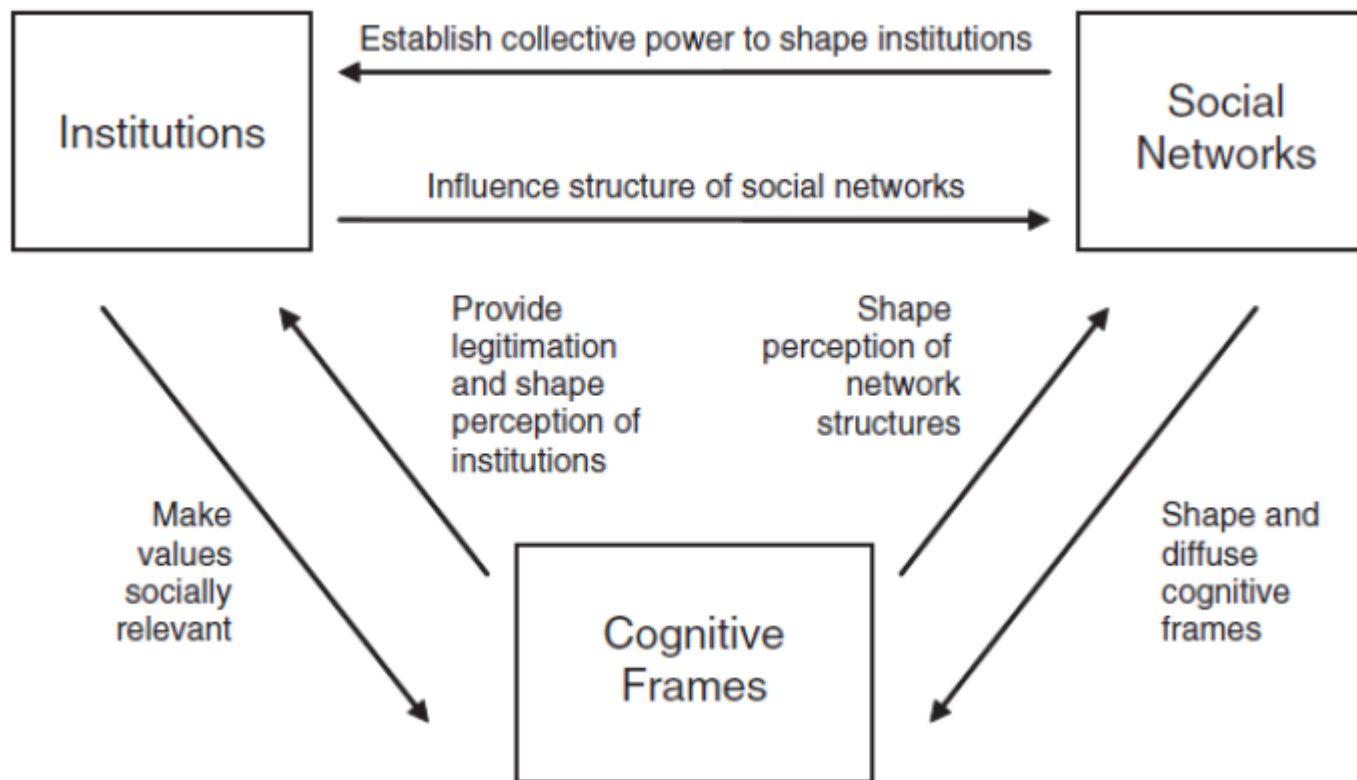 Establish collective power to shape institutions
Institutions
Social
Networks
Influence structure of social networks
Provide
legitimation
and shape
perception of
institutions
Shape
perception of
network
structures
Make
values
socially
relevant
Shape and
diffuse
cognitive
frames
Cognitive
Frames